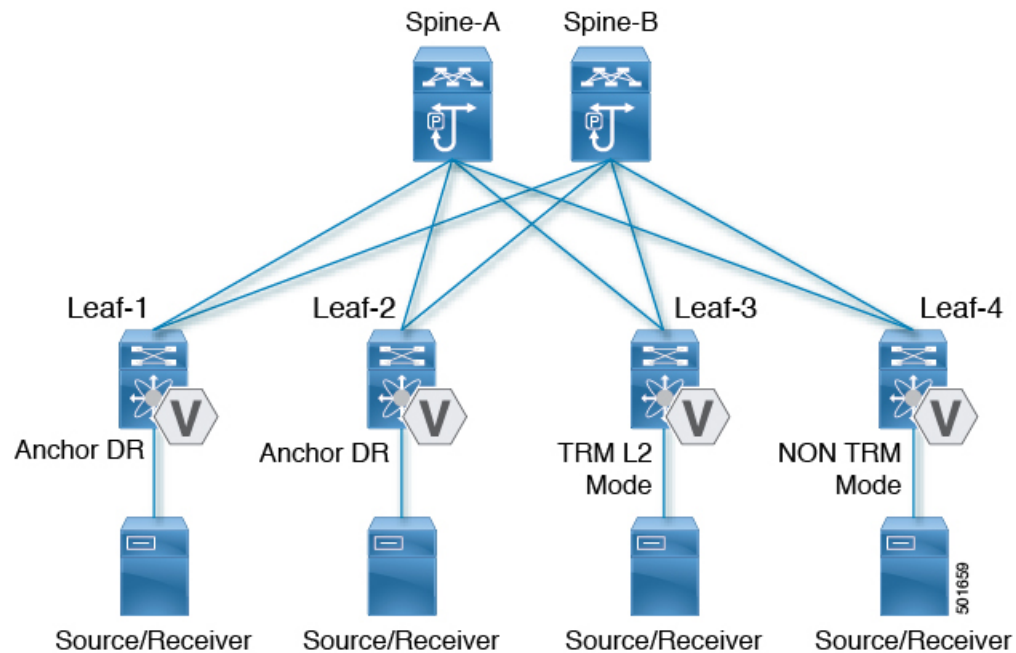 Spine-A
Spine-B
P
P
Leaf-1
Leaf-2
Leaf-3
Leaf-4
V
V
V
V
Anchor DR
Anchor DR
TRM L2
Mode
NON TRM
Mode
501659
Source/Receiver
Source/Receiver
Source/Receiver
Source/Receiver